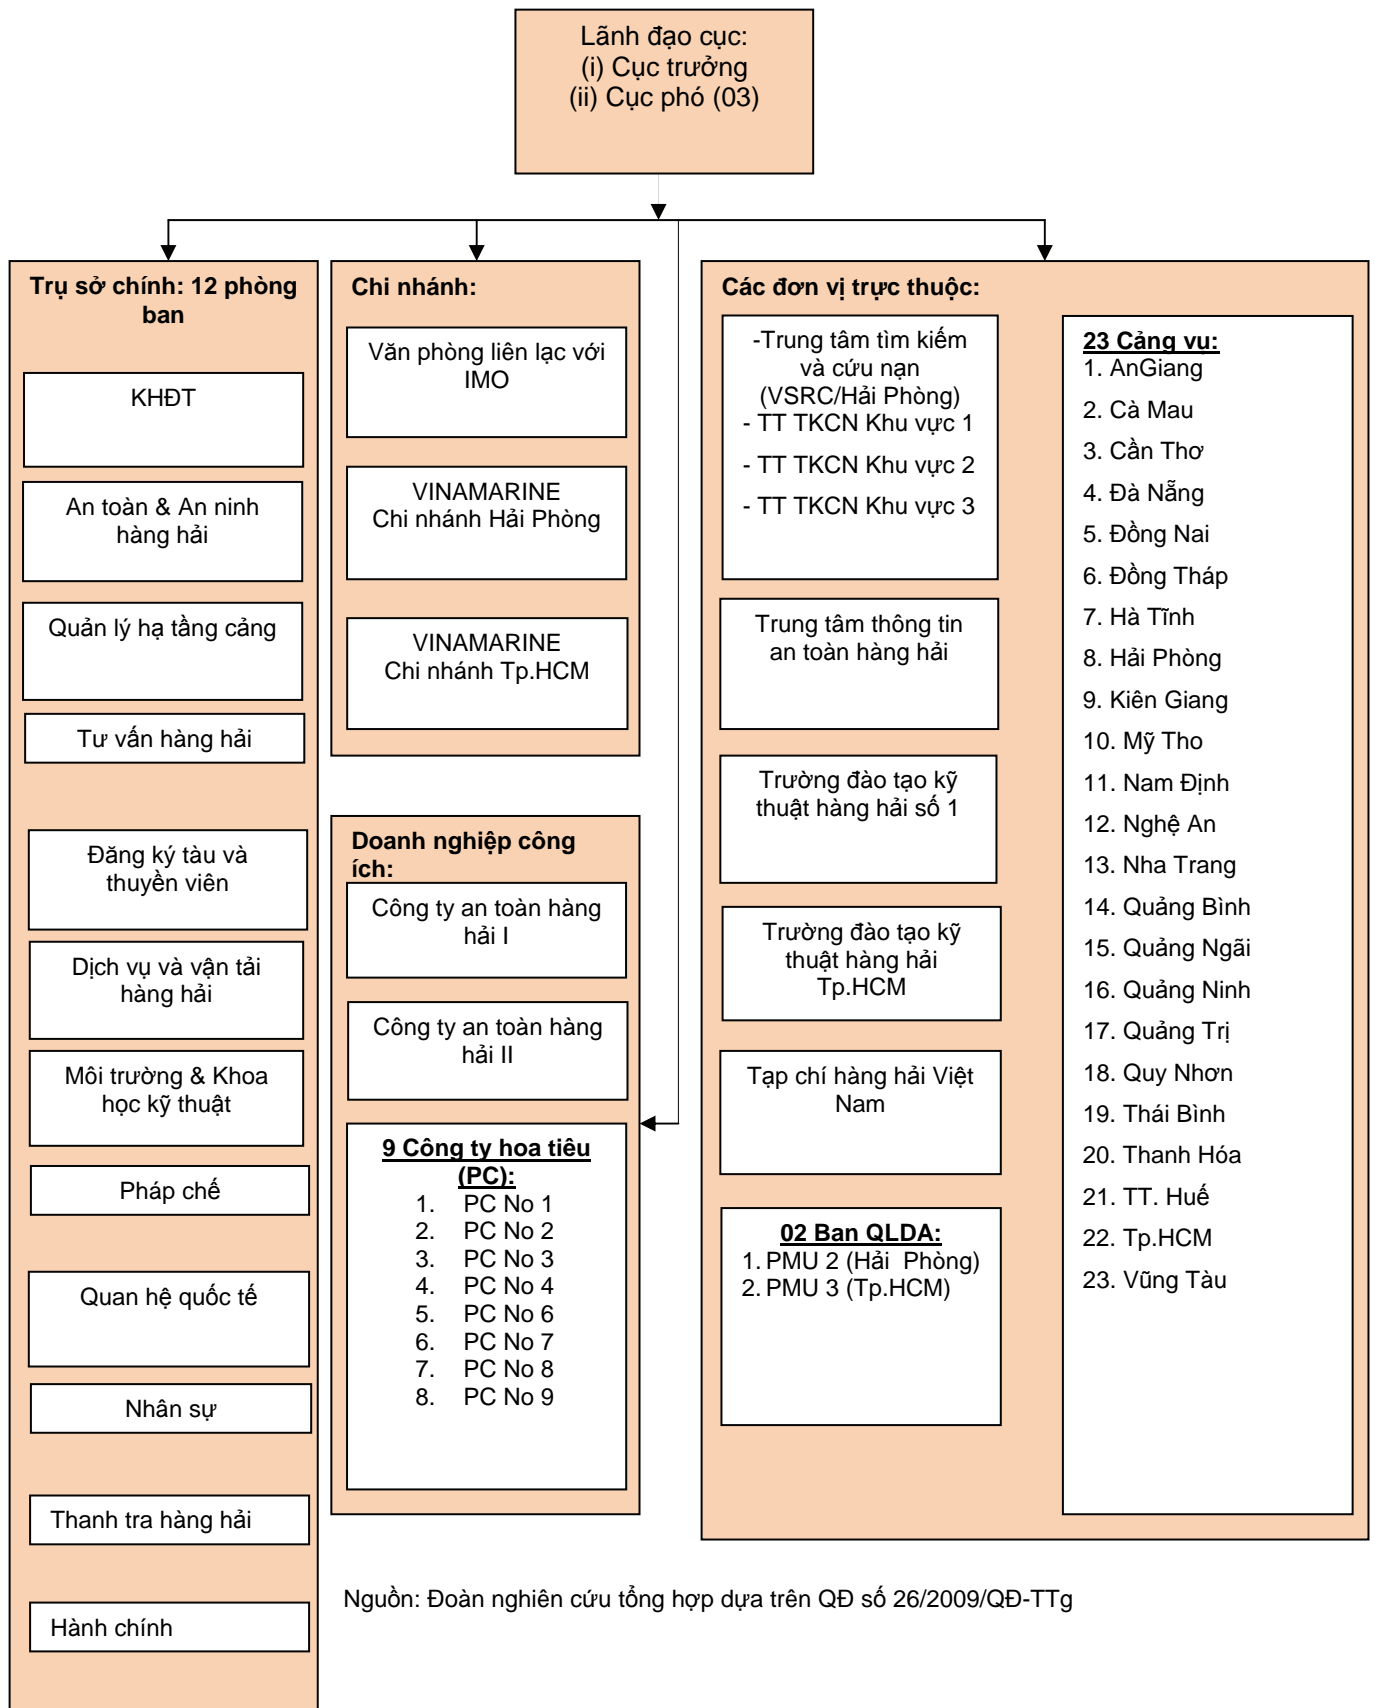 Lãnh đạo cục:
(i) Cục trưởng
(ii) Cục phó (03)
Trụ sở chính: 12 phòng
ban
KHĐT
An toàn & An ninh
hàng hải
Quản lý hạ tầng cảng
Tư vấn hàng hải
Đăng ký tàu và
thuyền viên
Dịch vụ và vận tải
hàng hải
Môi trường & Khoa
học kỹ thuật
Pháp chế
Quan hệ quốc tế
Nhân sự
Thanh tra hàng hải
Hành chính
Chi nhánh:
Văn phòng liên lạc với
IMO
VINAMARINE
Chi nhánh Hải Phòng
VINAMARINE
Chi nhánh Tp.HCM
Doanh nghiệp công
ích:
Công ty an toàn hàng
hải I
Công ty an toàn hàng
hải II
9 Công ty hoa tiêu
(PC):
1. PC No 1
2. PC No 2
3. PC No 3
4. PC No 4
5. PC No 6
6. PC No 7
7. PC No 8
8. PC No 9
Các đơn vị trực thuộc:
-Trung tâm tìm kiếm
và cứu nạn
(VSRC/Hải Phòng)
- TT TKCN Khu vực 1
- TT TKCN Khu vực 2
- TT TKCN Khu vực 3
Trung tâm thông tin
an toàn hàng hải
Trường đào tạo kỹ
thuật hàng hải số 1
Trường đào tạo kỹ
thuật hàng hải
Tp.HCM
Tạp chí hàng hải Việt
Nam
02 Ban QLDA:
1. PMU 2 (Hải Phòng)
2. PMU 3 (Tp.HCM)
23 Cảng vụ:
1. AnGiang
2. Cà Mau
3. Cần Thơ
4. Đà Nẵng
5. Đồng Nai
6. Đồng Tháp
7. Hà Tĩnh
8. Hải Phòng
9. Kiên Giang
10. Mỹ Tho
11. Nam Định
12. Nghệ An
13. Nha Trang
14. Quảng Bình
15. Quảng Ngãi
16. Quảng Ninh
17. Quảng Trị
18. Quy Nhơn
19. Thái Bình
20. Thanh Hóa
21. TT. Huế
22. Tp.HCM
23. Vũng Tàu
Nguồn: Đoàn nghiên cứu tổng hợp dựa trên QĐ số 26/2009/QĐ-TTg